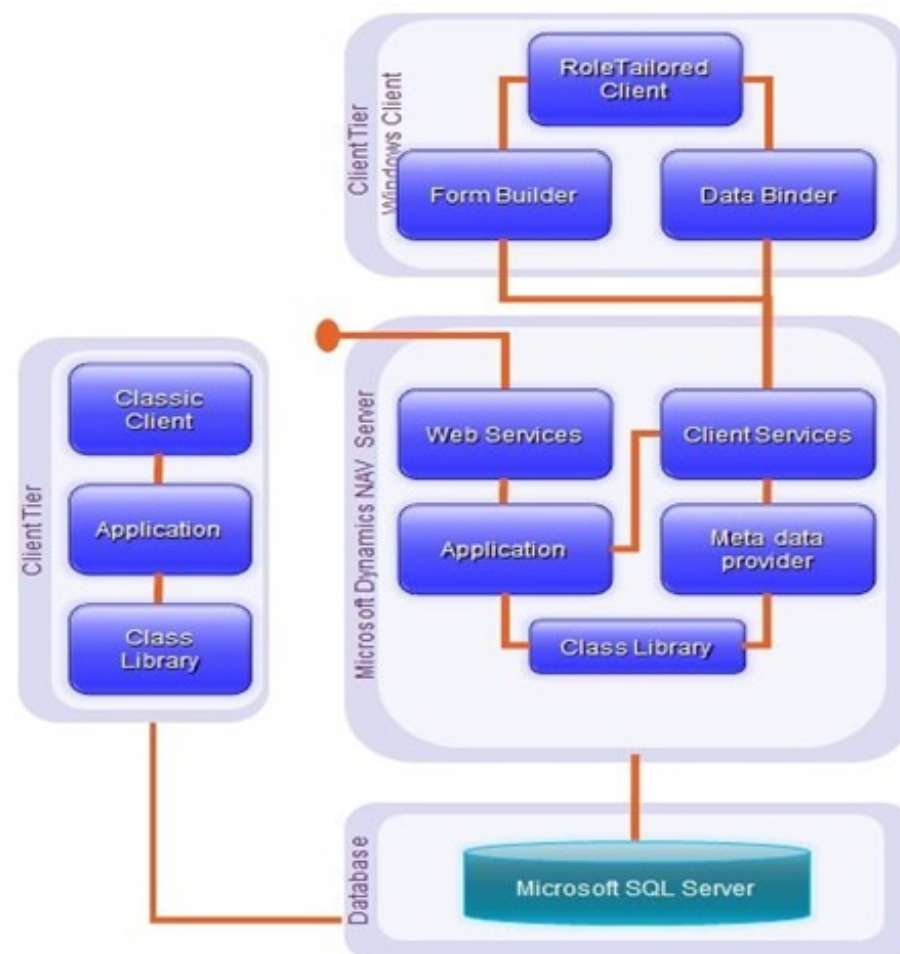 Client Tier
Windows Client
RoleTailored
Client
Form Builder
Data Binder
Client Tier
Classic
Client
Application
Class
Library
Microsoft Dynamics NAV Server
Web Services
Client Services
Application
Meta data
provider
Class Library
Database
Microsoft SQL Server